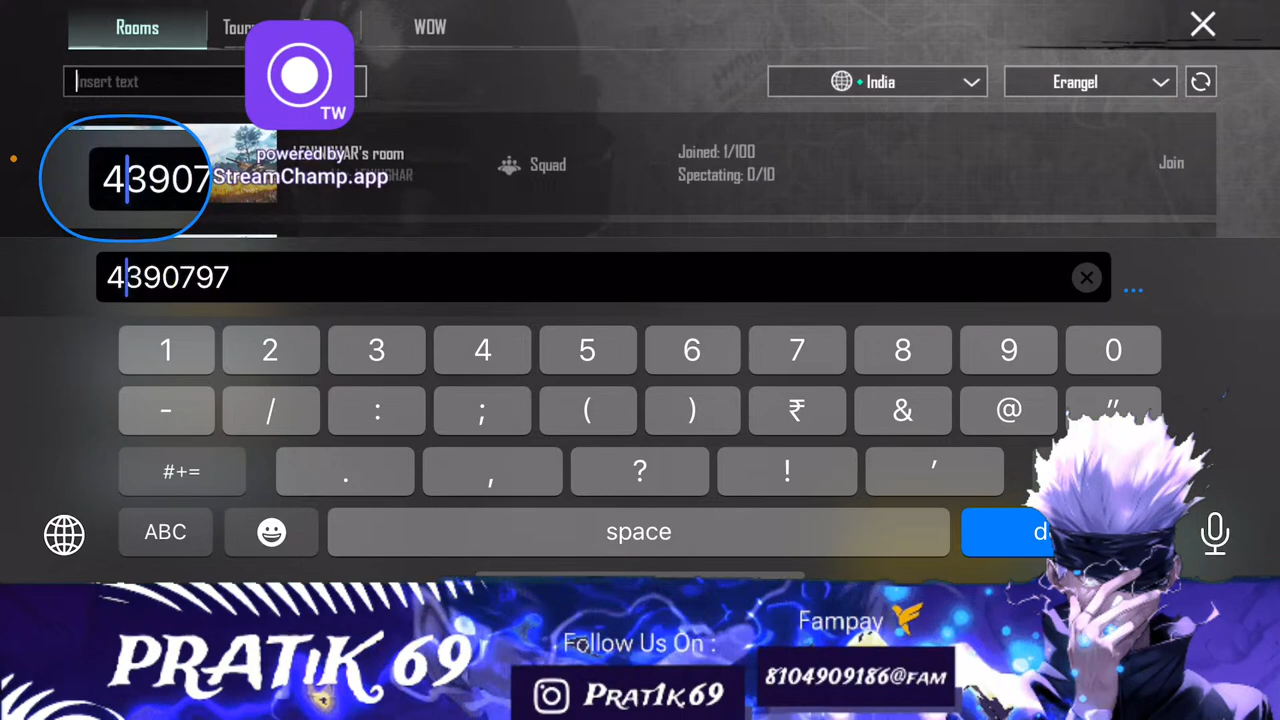 Rooms
WOW
Insert text
India
Erangel
TW
powered by
StreamChamp.app
's room
Squad
Joined: 1/100
Spectating: 0/10
Join
43907
4390797
...
1 2 3 4 5 6 7 8 9 0
- / : ; ( ) ₹ & @ "
#+= . , ? ! '
ABC space
PRATIK 69
Follow Us On :
PRAT1K69
Fampay
8104909186@FAM